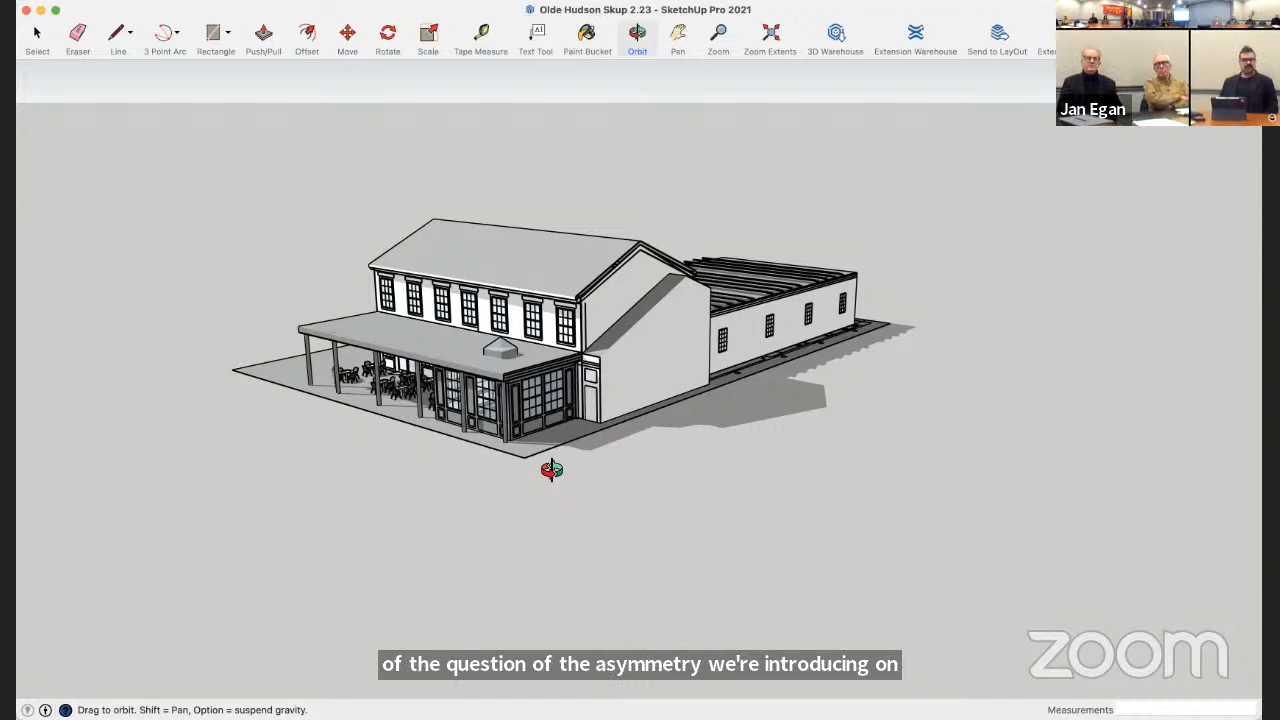 Olde Hudson Skup 2.23 - SketchUp Pro 2021
Select Eraser Line 3 Point Arc Rectangle Push/Pull Offset Move Rotate Scale Tape Measure Text Tool Paint Bucket Orbit Pan Zoom Zoom Extents 3D Warehouse Extension Warehouse Send to LayOut
A1
Jan Egan
of the question of the asymmetry we're introducing on
zoom
Drag to orbit. Shift = Pan, Option = suspend gravity.
Measurements